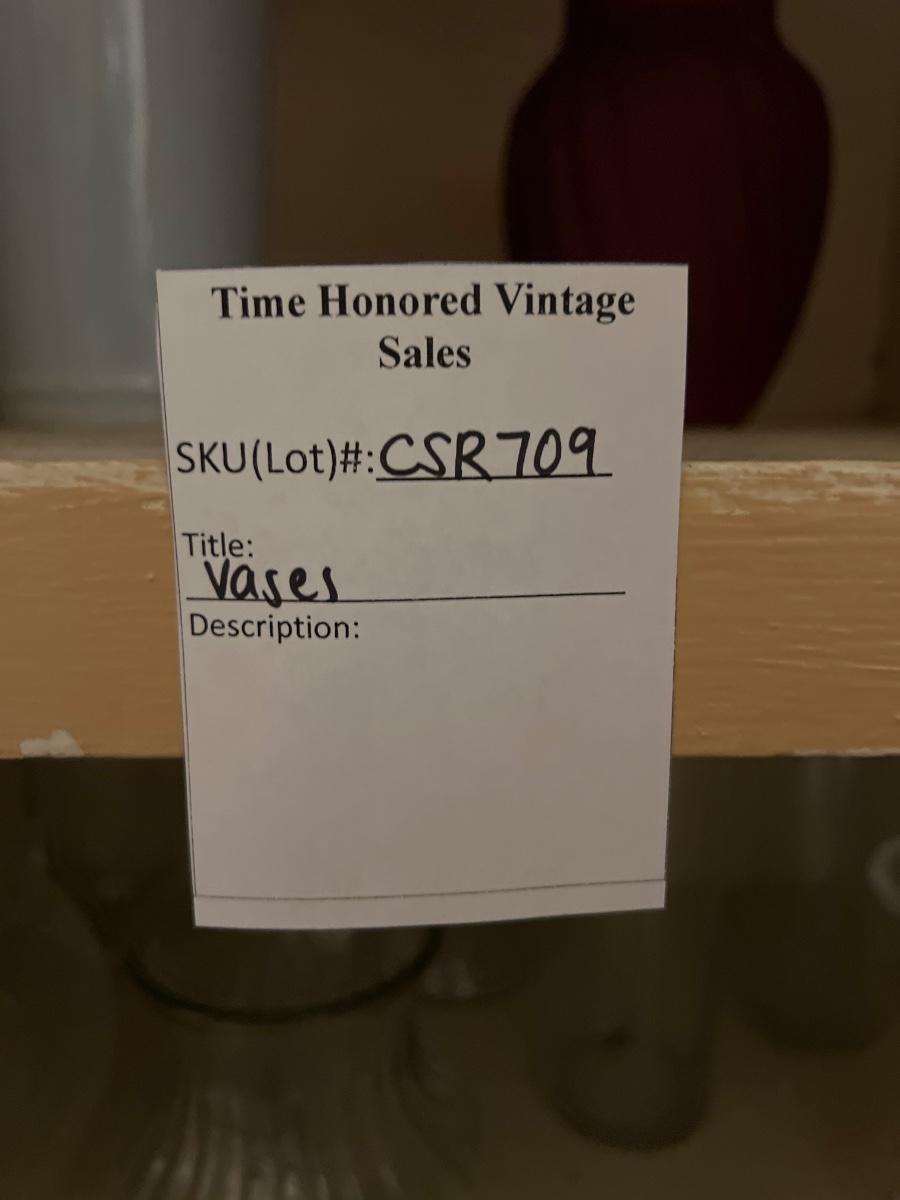 Time Honored Vintage
Sales
SKU(Lot)#: CSR709
Title:
Vases
Description: